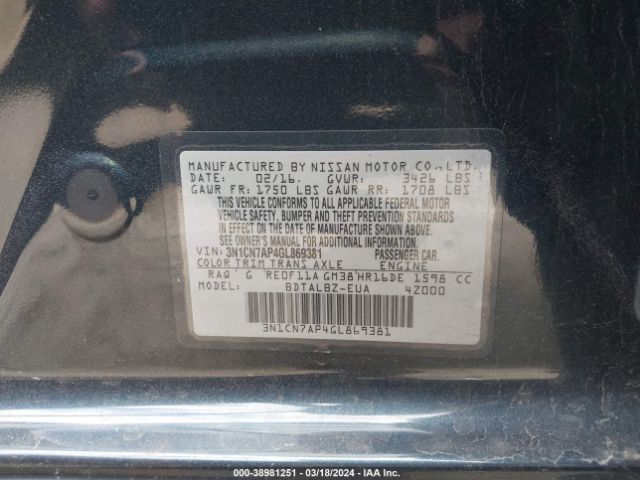 MANUFACTURED BY NISSAN MOTOR CO.,LTD.
DATE: 02/16. GVWR: 3426 LBS
GAWR FR: 1750 LBS GAWR RR: 1708 LBS
THIS VEHICLE CONFORMS TO ALL APPLICABLE FEDERAL MOTOR
VEHICLE SAFETY, BUMPER AND THEFT PREVENTION STANDARDS
IN EFFECT ON THE DATE OF MANUFACTURE SHOWN ABOVE.
SEE OWNER'S MANUAL FOR ADDITIONAL INFORMATION.
VIN: 3N1CN7AP4GL869381 PASSENGER CAR
COLOR TRIM TRANS AXLE ENGINE
RAQ G RE0F11A GM38 HR16DE 1598 CC
MODEL: BDTALBZ-EUA 4Z000
3N1CN7AP4GL869381
00-38981251 - 03/18/2024 - IAA Inc.